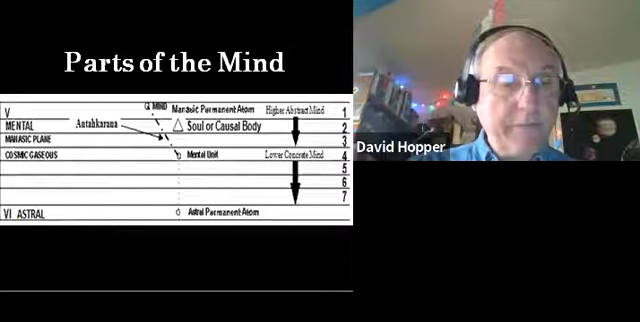 Parts of the Mind
MIND
Manasic Permanent Atom
Higher Abstract Mind
V
1
Antahkarana
MENTAL
Soul or Causal Body
2
MANASIC PLANE
3
COSMIC GASEOUS
Mental Unit
Lower Concrete Mind
4
5
6
7
VI ASTRAL
Astral Permanent Atom
David Hopper